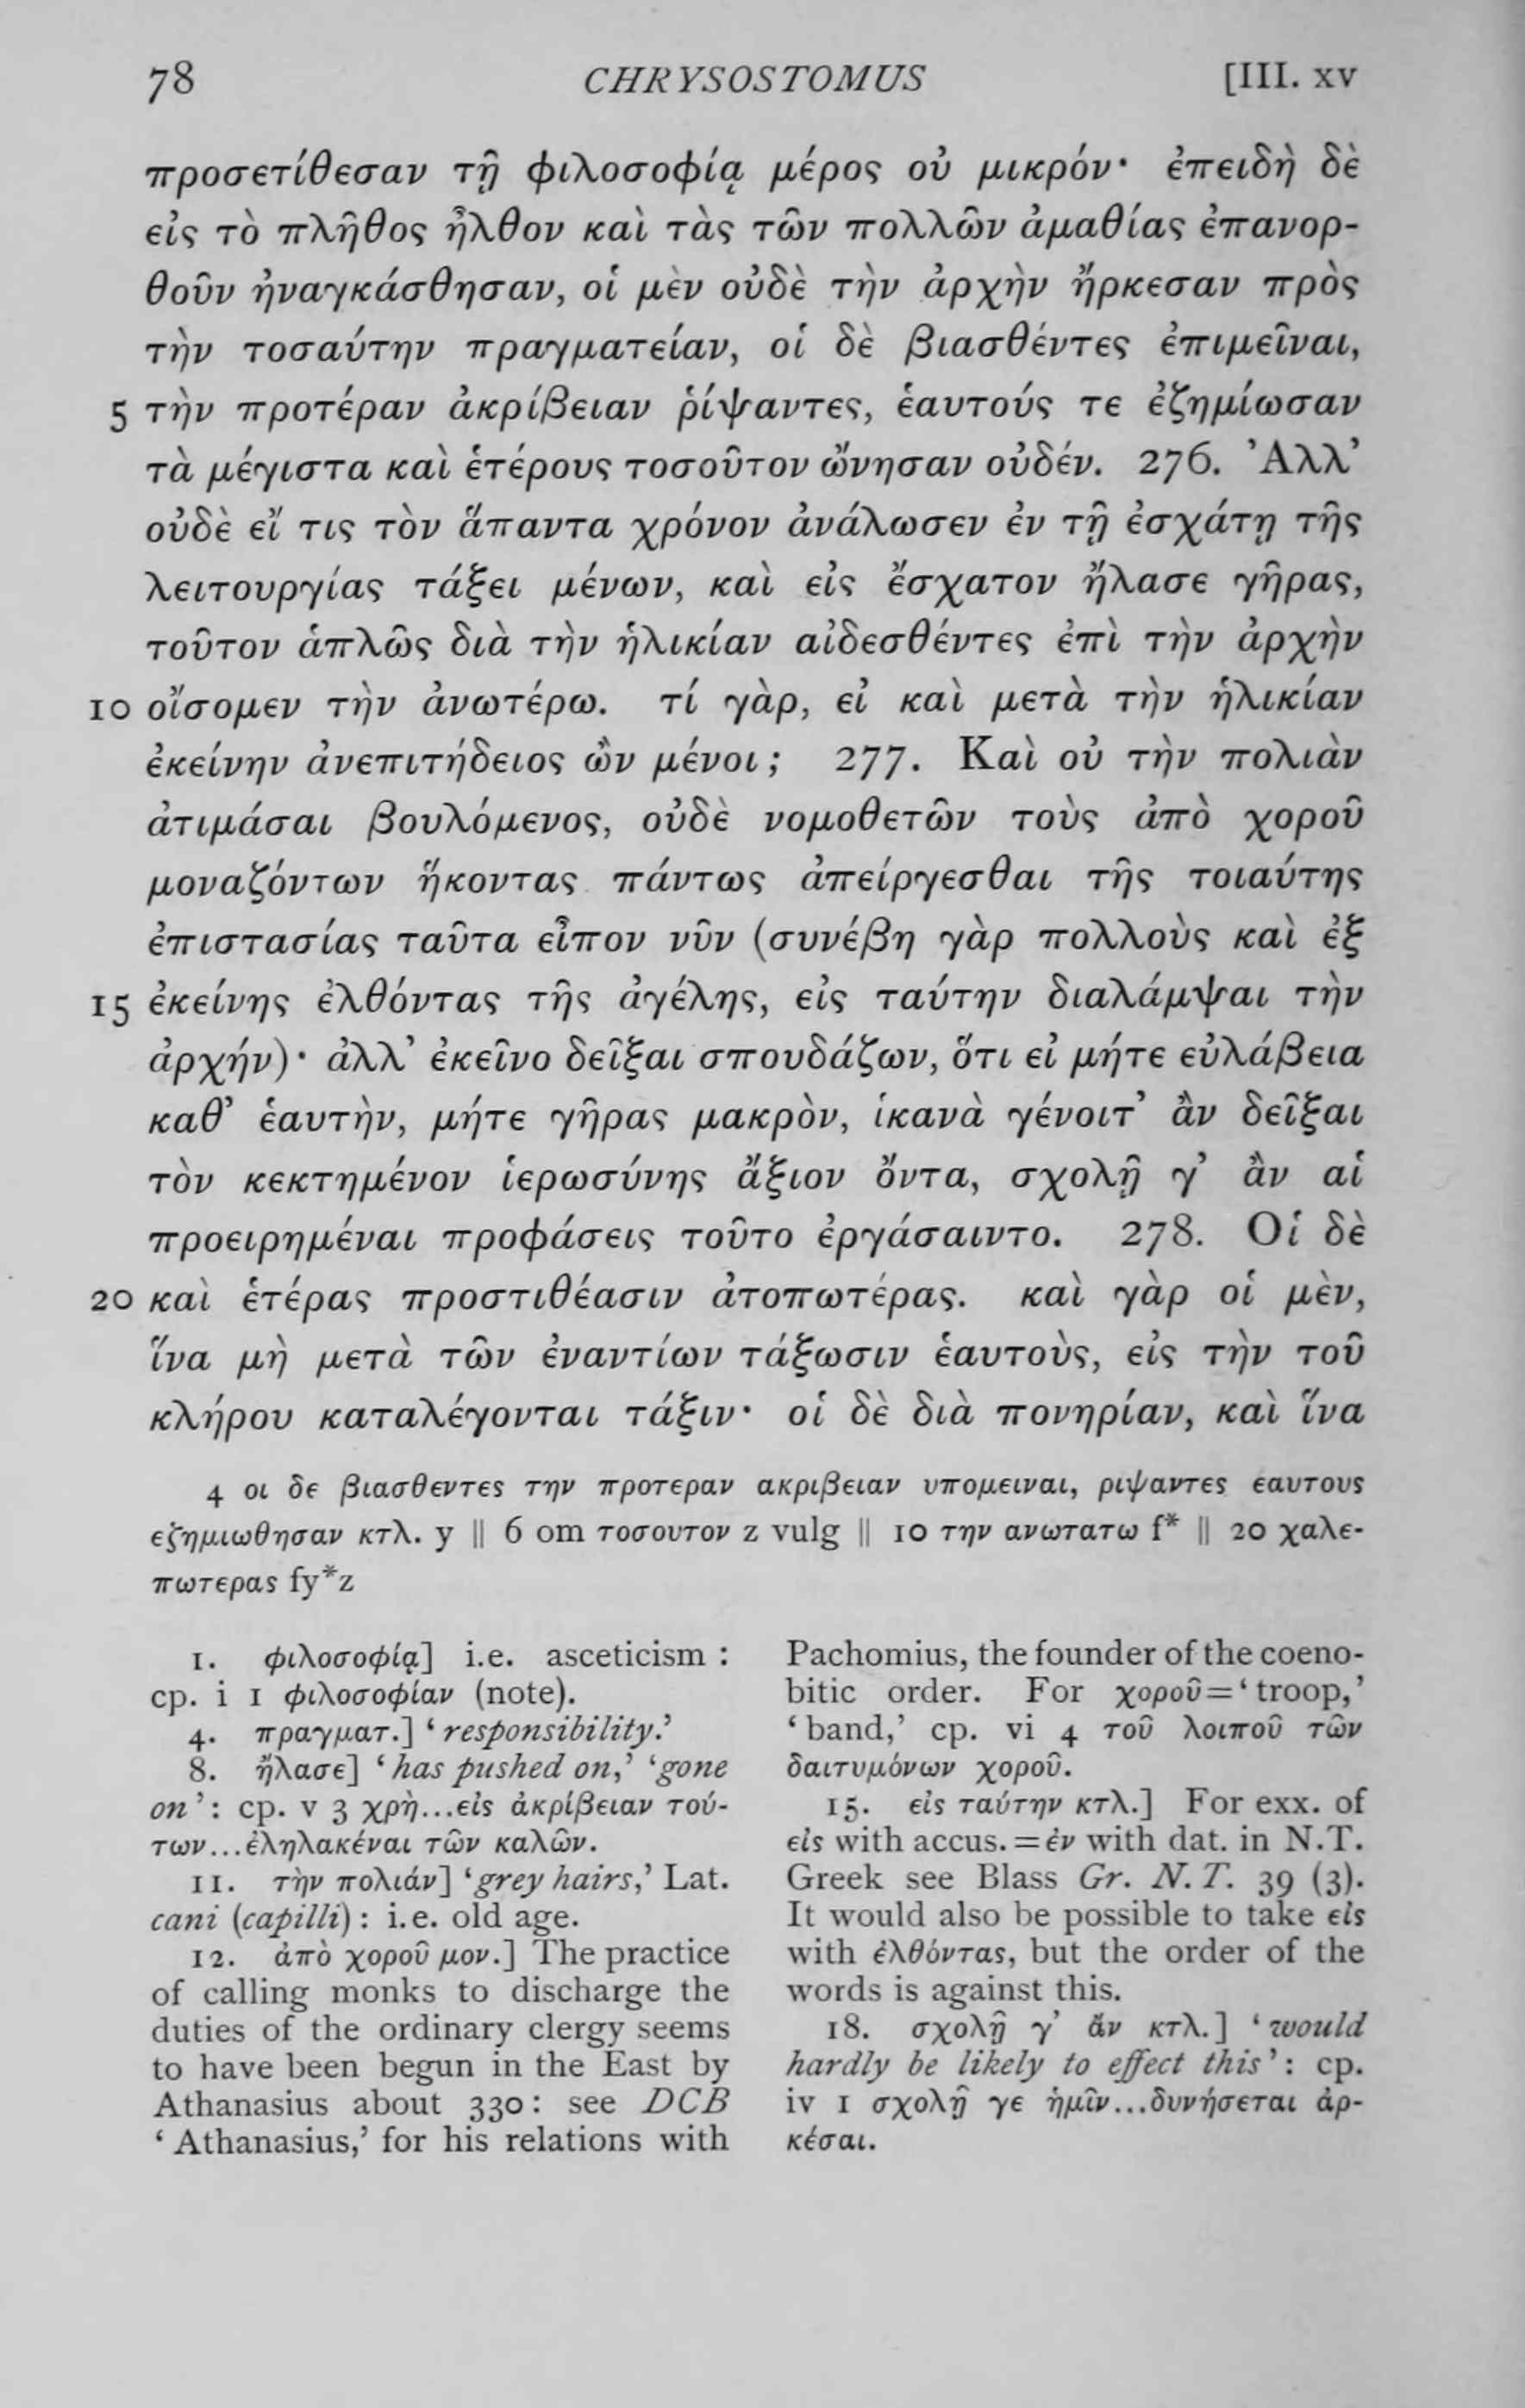 78 CHRYSOSTOMUS [III. xv
προσετίθεσαν τῇ φιλοσοφίᾳ μέρος οὐ μικρόν· ἐπειδὴ δὲ
εἰς τὸ πλῆθος ἦλθον καὶ τὰς τῶν πολλῶν ἀμαθίας ἐπανορ-
θοῦν ἠναγκάσθησαν, οἱ μὲν οὐδὲ τὴν ἀρχὴν ἤρκεσαν πρὸς
τὴν τοσαύτην πραγματείαν, οἱ δὲ βιασθέντες ἐπιμεῖναι,
5 τὴν προτέραν ἀκρίβειαν ῥίψαντες, ἑαυτούς τε ἐζημίωσαν
τὰ μέγιστα καὶ ἑτέρους τοσοῦτον ὤνησαν οὐδέν. 276. Ἀλλ’
οὐδὲ εἴ τις τὸν ἅπαντα χρόνον ἀνάλωσεν ἐν τῇ ἐσχάτῃ τῆς
λειτουργίας τάξει μένων, καὶ εἰς ἔσχατον ἤλασε γῆρας,
τοῦτον ἁπλῶς διὰ τὴν ἡλικίαν αἰδεσθέντες ἐπὶ τὴν ἀρχὴν
10 οἴσομεν τὴν ἀνωτέρω. τί γὰρ, εἰ καὶ μετὰ τὴν ἡλικίαν
ἐκείνην ἀνεπιτήδειος ὢν μένοι; 277. Καὶ οὐ τὴν πολιὰν
ἀτιμάσαι βουλόμενος, οὐδὲ νομοθετῶν τοὺς ἀπὸ χοροῦ
μοναζόντων ἥκοντας πάντως ἀπείργεσθαι τῆς τοιαύτης
ἐπιστασίας ταῦτα εἶπον νῦν (συνέβη γὰρ πολλοὺς καὶ ἐξ
15 ἐκείνης ἐλθόντας τῆς ἀγέλης, εἰς ταύτην διαλάμψαι τὴν
ἀρχήν)· ἀλλ’ ἐκεῖνο δεῖξαι σπουδάζων, ὅτι εἰ μήτε εὐλάβεια
καθ’ ἑαυτὴν, μήτε γῆρας μακρὸν, ἱκανὰ γένοιτ’ ἂν δεῖξαι
τὸν κεκτημένον ἱερωσύνης ἄξιον ὄντα, σχολῇ γ’ ἂν αἱ
προειρημέναι προφάσεις τοῦτο ἐργάσαιντο. 278. Οἱ δὲ
20 καὶ ἑτέρας προστιθέασιν ἀτοπωτέρας. καὶ γὰρ οἱ μὲν,
ἵνα μὴ μετὰ τῶν ἐναντίων τάξωσιν ἑαυτοὺς, εἰς τὴν τοῦ
κλήρου καταλέγονται τάξιν· οἱ δὲ διὰ πονηρίαν, καὶ ἵνα
4 οι δε βιασθεντες την προτεραν ακριβειαν υπομειναι, ριψαντες εαυτους
εζημιωθησαν κτλ. y || 6 om τοσουτον z vulg || 10 την ανωτατω f* || 20 χαλε-
πωτερας fy*z
1. φιλοσοφίᾳ] i.e. asceticism :
cp. i 1 φιλοσοφίαν (note).
4. πραγματ.] ‘responsibility.’
8. ἤλασε] ‘has pushed on,’ ‘gone
on’: cp. v 3 χρὴ...εἰς ἀκρίβειαν τού-
των...ἐληλακέναι τῶν καλῶν.
11. τὴν πολιάν] ‘grey hairs,’ Lat.
cani (capilli): i.e. old age.
12. ἀπὸ χοροῦ μον.] The practice
of calling monks to discharge the
duties of the ordinary clergy seems
to have been begun in the East by
Athanasius about 330: see DCB
‘Athanasius,’ for his relations with
Pachomius, the founder of the coeno-
bitic order. For χοροῦ=‘troop,’
‘band,’ cp. vi 4 τοῦ λοιποῦ τῶν
δαιτυμόνων χοροῦ.
15. εἰς ταύτην κτλ.] For exx. of
εἰς with accus.=ἐν with dat. in N.T.
Greek see Blass Gr. N.T. 39 (3).
It would also be possible to take εἰς
with ἐλθόντας, but the order of the
words is against this.
18. σχολῇ γ’ ἄν κτλ.] ‘would
hardly be likely to effect this’: cp.
iv 1 σχολῇ γε ἡμῖν...δυνήσεται ἀρ-
κέσαι.